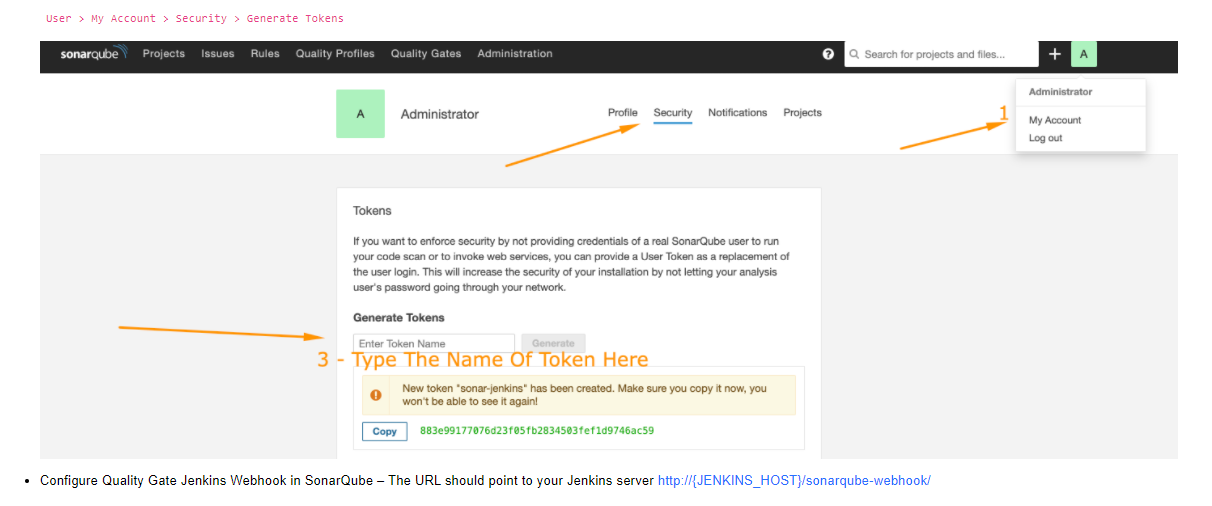 User > My Account > Security > Generate Tokens
sonarqube Projects Issues Rules Quality Profiles Quality Gates Administration ? Search for projects and files... + A
Administrator
A Administrator Profile Security Notifications Projects
1 My Account
Log out
Tokens
If you want to enforce security by not providing credentials of a real SonarQube user to run
your code scan or to invoke web services, you can provide a User Token as a replacement of
the user login. This will increase the security of your installation by not letting your analysis
user's password going through your network.
Generate Tokens
Enter Token Name Generate
3 - Type The Name Of Token Here
New token "sonar-jenkins" has been created. Make sure you copy it now, you
won't be able to see it again!
Copy 883e99177076d23f05fb2834503fef1d9746ac59
• Configure Quality Gate Jenkins Webhook in SonarQube – The URL should point to your Jenkins server http://{JENKINS_HOST}/sonarqube-webhook/